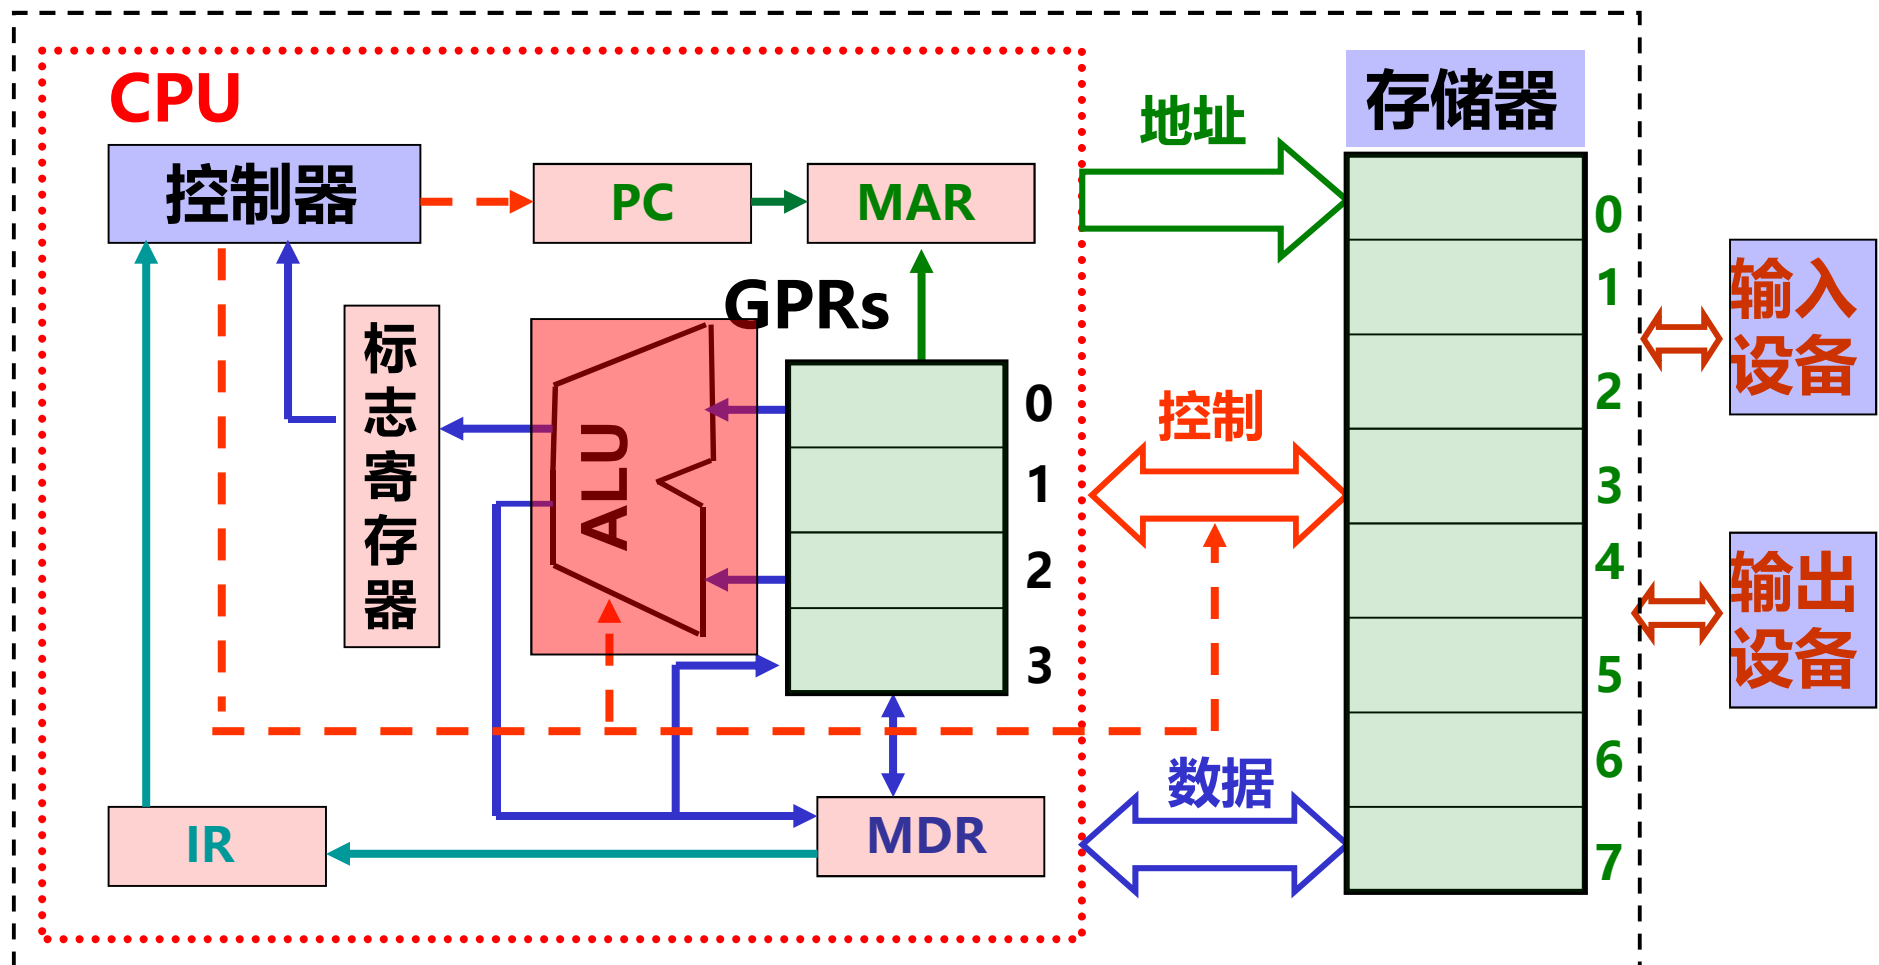 CPU
存储器
地址
控制器
PC
MAR
0
1
2
3
4
5
6
7
输入
设备
输出
设备
GPRs
标
志
寄
存
器
ALU
0
1
2
3
控制
数据
IR
MDR